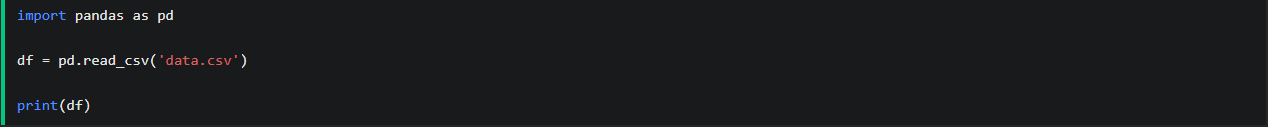 import pandas as pd
df = pd.read_csv('data.csv')
print(df)